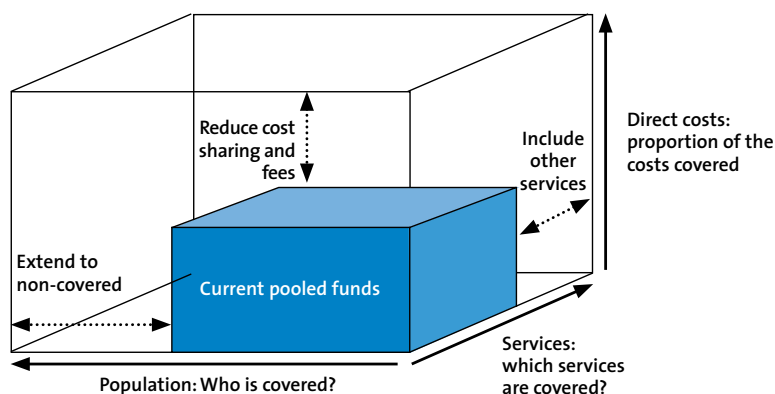 Reduce cost
sharing and
fees
Include
other
services
Direct costs:
proportion of the
costs covered
Extend to
non-covered
Current pooled funds
Population: Who is covered?
Services:
which services
are covered?